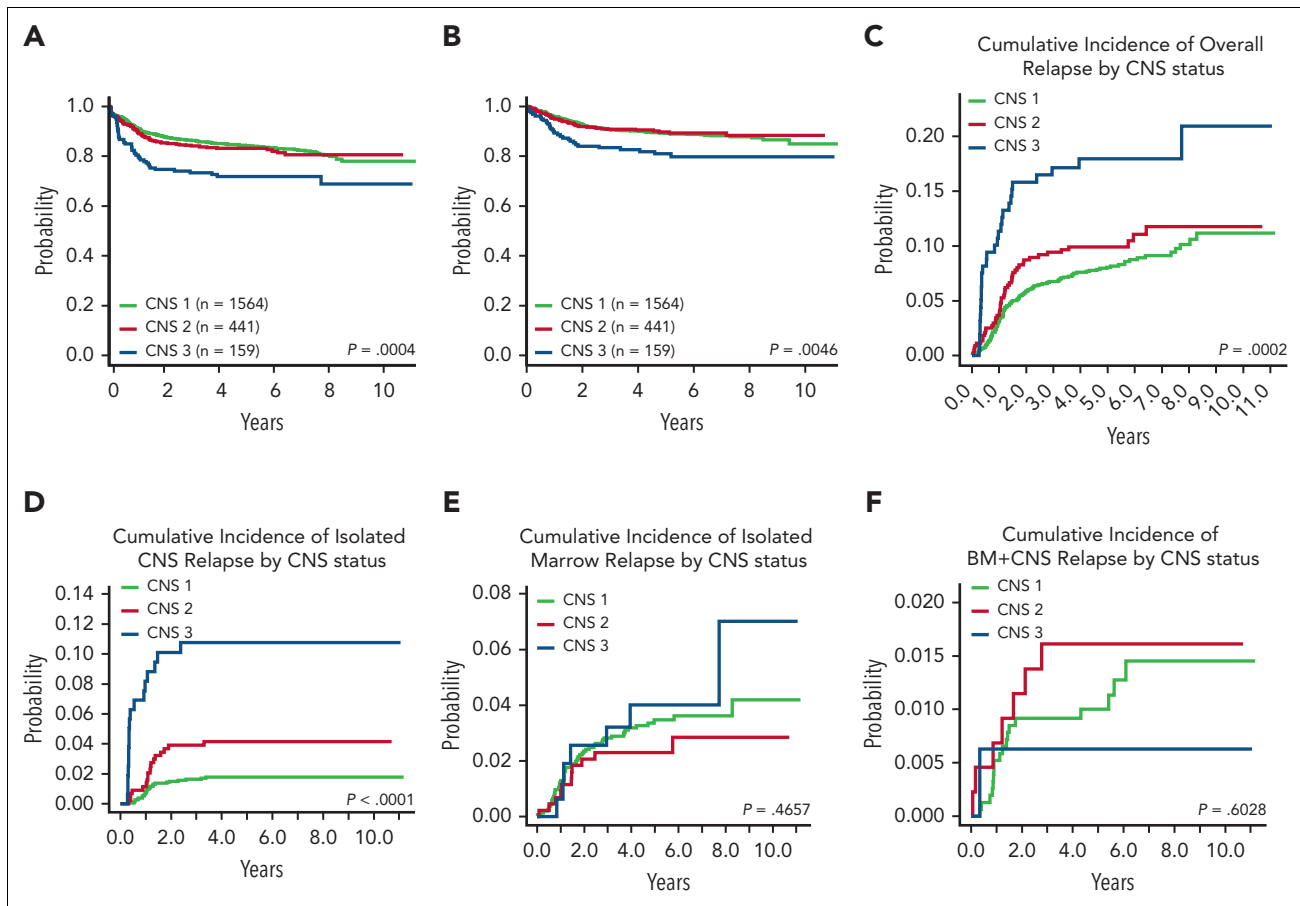 A
Probability
1.0
0.8
0.6
0.4
0.2
0.0
CNS 1 (n = 1564)
CNS 2 (n = 441)
CNS 3 (n = 159)
P = .0004
0 2 4 6 8 10
Years
B
Probability
1.0
0.8
0.6
0.4
0.2
0.0
CNS 1 (n = 1564)
CNS 2 (n = 441)
CNS 3 (n = 159)
P = .0046
0 2 4 6 8 10
Years
C
Cumulative Incidence of Overall
Relapse by CNS status
CNS 1
CNS 2
CNS 3
Probability
0.20
0.15
0.10
0.05
0.00
P = .0002
0.0 1.0 2.0 3.0 4.0 5.0 6.0 7.0 8.0 9.0 10.0 11.0
Years
D
Cumulative Incidence of Isolated
CNS Relapse by CNS status
CNS 1
CNS 2
CNS 3
Probability
0.14
0.12
0.10
0.08
0.06
0.04
0.02
0.00
P < .0001
0.0 2.0 4.0 6.0 8.0 10.0
Years
E
Cumulative Incidence of Isolated
Marrow Relapse by CNS status
CNS 1
CNS 2
CNS 3
Probability
0.08
0.06
0.04
0.02
0.00
P = .4657
0.0 2.0 4.0 6.0 8.0 10.0
Years
F
Cumulative Incidence of
BM+CNS Relapse by CNS status
CNS 1
CNS 2
CNS 3
Probability
0.020
0.015
0.010
0.005
0.000
P = .6028
0.0 2.0 4.0 6.0 8.0 10.0
Years